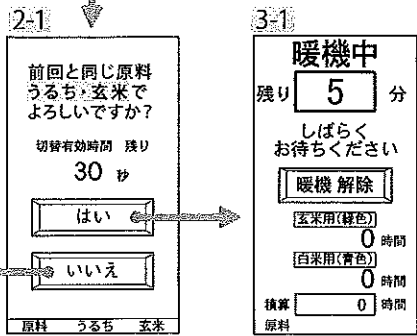 2-1
前回と同じ原料
うるち・玄米で
よろしいですか?
切替有効時間 残り
30 秒
はい
いいえ
原料 うるち 玄米
3-1
暖機中
残り 5 分
しばらく
お待ちください
暖機 解除
玄米用(緑色)
0 時間
白米用(青色)
0 時間
積算 0 時間
原料